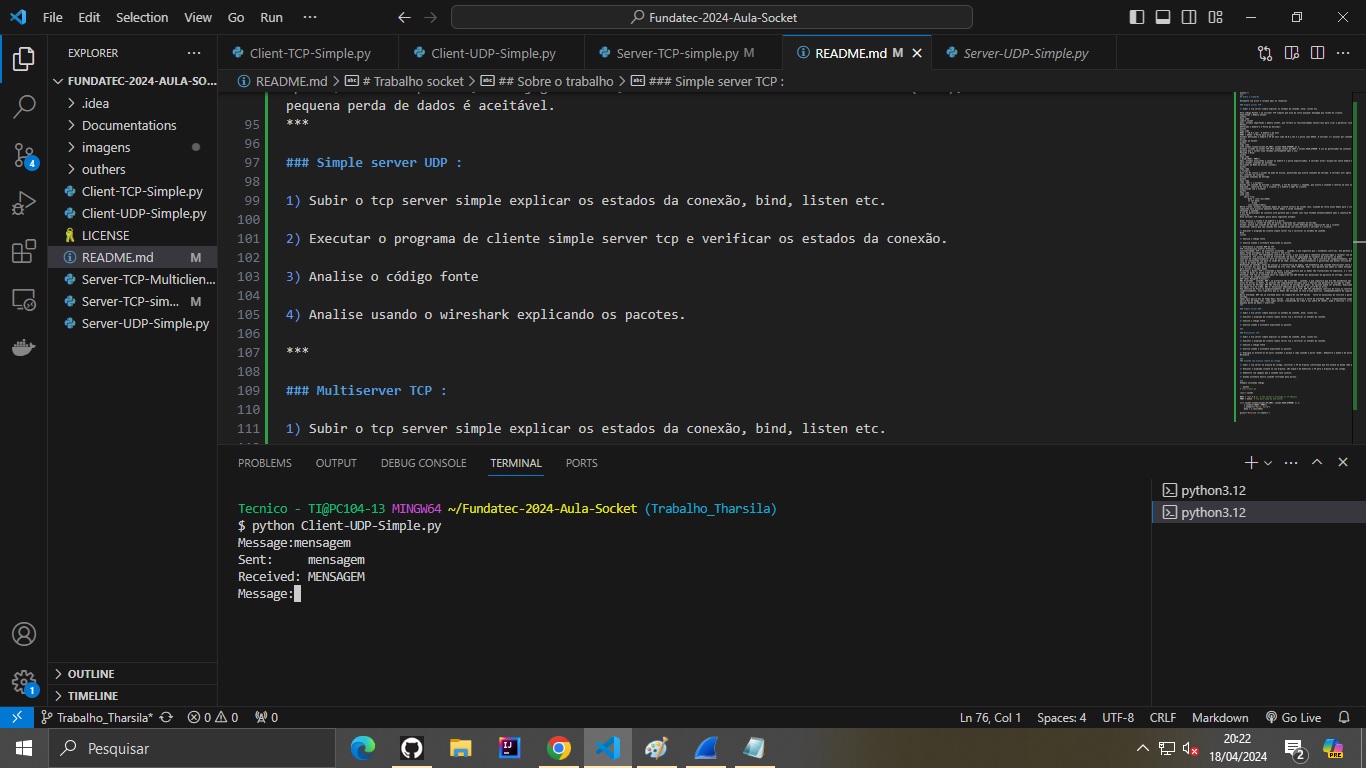 File Edit Selection View Go Run ··· Fundatec-2024-Aula-Socket
EXPLORER ···
FUNDATEC-2024-AULA-SO...
.idea
Documentations
imagens
outhers
Client-TCP-Simple.py
Client-UDP-Simple.py
LICENSE
README.md M
Server-TCP-Multiclien...
Server-TCP-sim... M
Server-UDP-Simple.py
OUTLINE
TIMELINE
4
1
Client-TCP-Simple.py Client-UDP-Simple.py Server-TCP-simple.py M README.md M Server-UDP-Simple.py
README.md > # Trabalho socket > ## Sobre o trabalho > ### Simple server TCP :
pequena perda de dados é aceitável.
95 ***
96
97 ### Simple server UDP :
98
99 1) Subir o tcp server simple explicar os estados da conexão, bind, listen etc.
100
101 2) Executar o programa de cliente simple server tcp e verificar os estados da conexão.
102
103 3) Analise o código fonte
104
105 4) Analise usando o wireshark explicando os pacotes.
106
107 ***
108
109 ### Multiserver TCP :
110
111 1) Subir o tcp server simple explicar os estados da conexão, bind, listen etc.
PROBLEMS OUTPUT DEBUG CONSOLE TERMINAL PORTS
Tecnico - TI@PC104-13 MINGW64 ~/Fundatec-2024-Aula-Socket (Trabalho_Tharsila)
$ python Client-UDP-Simple.py
Message:mensagem
Sent: mensagem
Received: MENSAGEM
Message:
python3.12
python3.12
Trabalho_Tharsila* 0 0 0 Ln 76, Col 1 Spaces: 4 UTF-8 CRLF Markdown Go Live
Pesquisar
20:22
18/04/2024
2
PRE